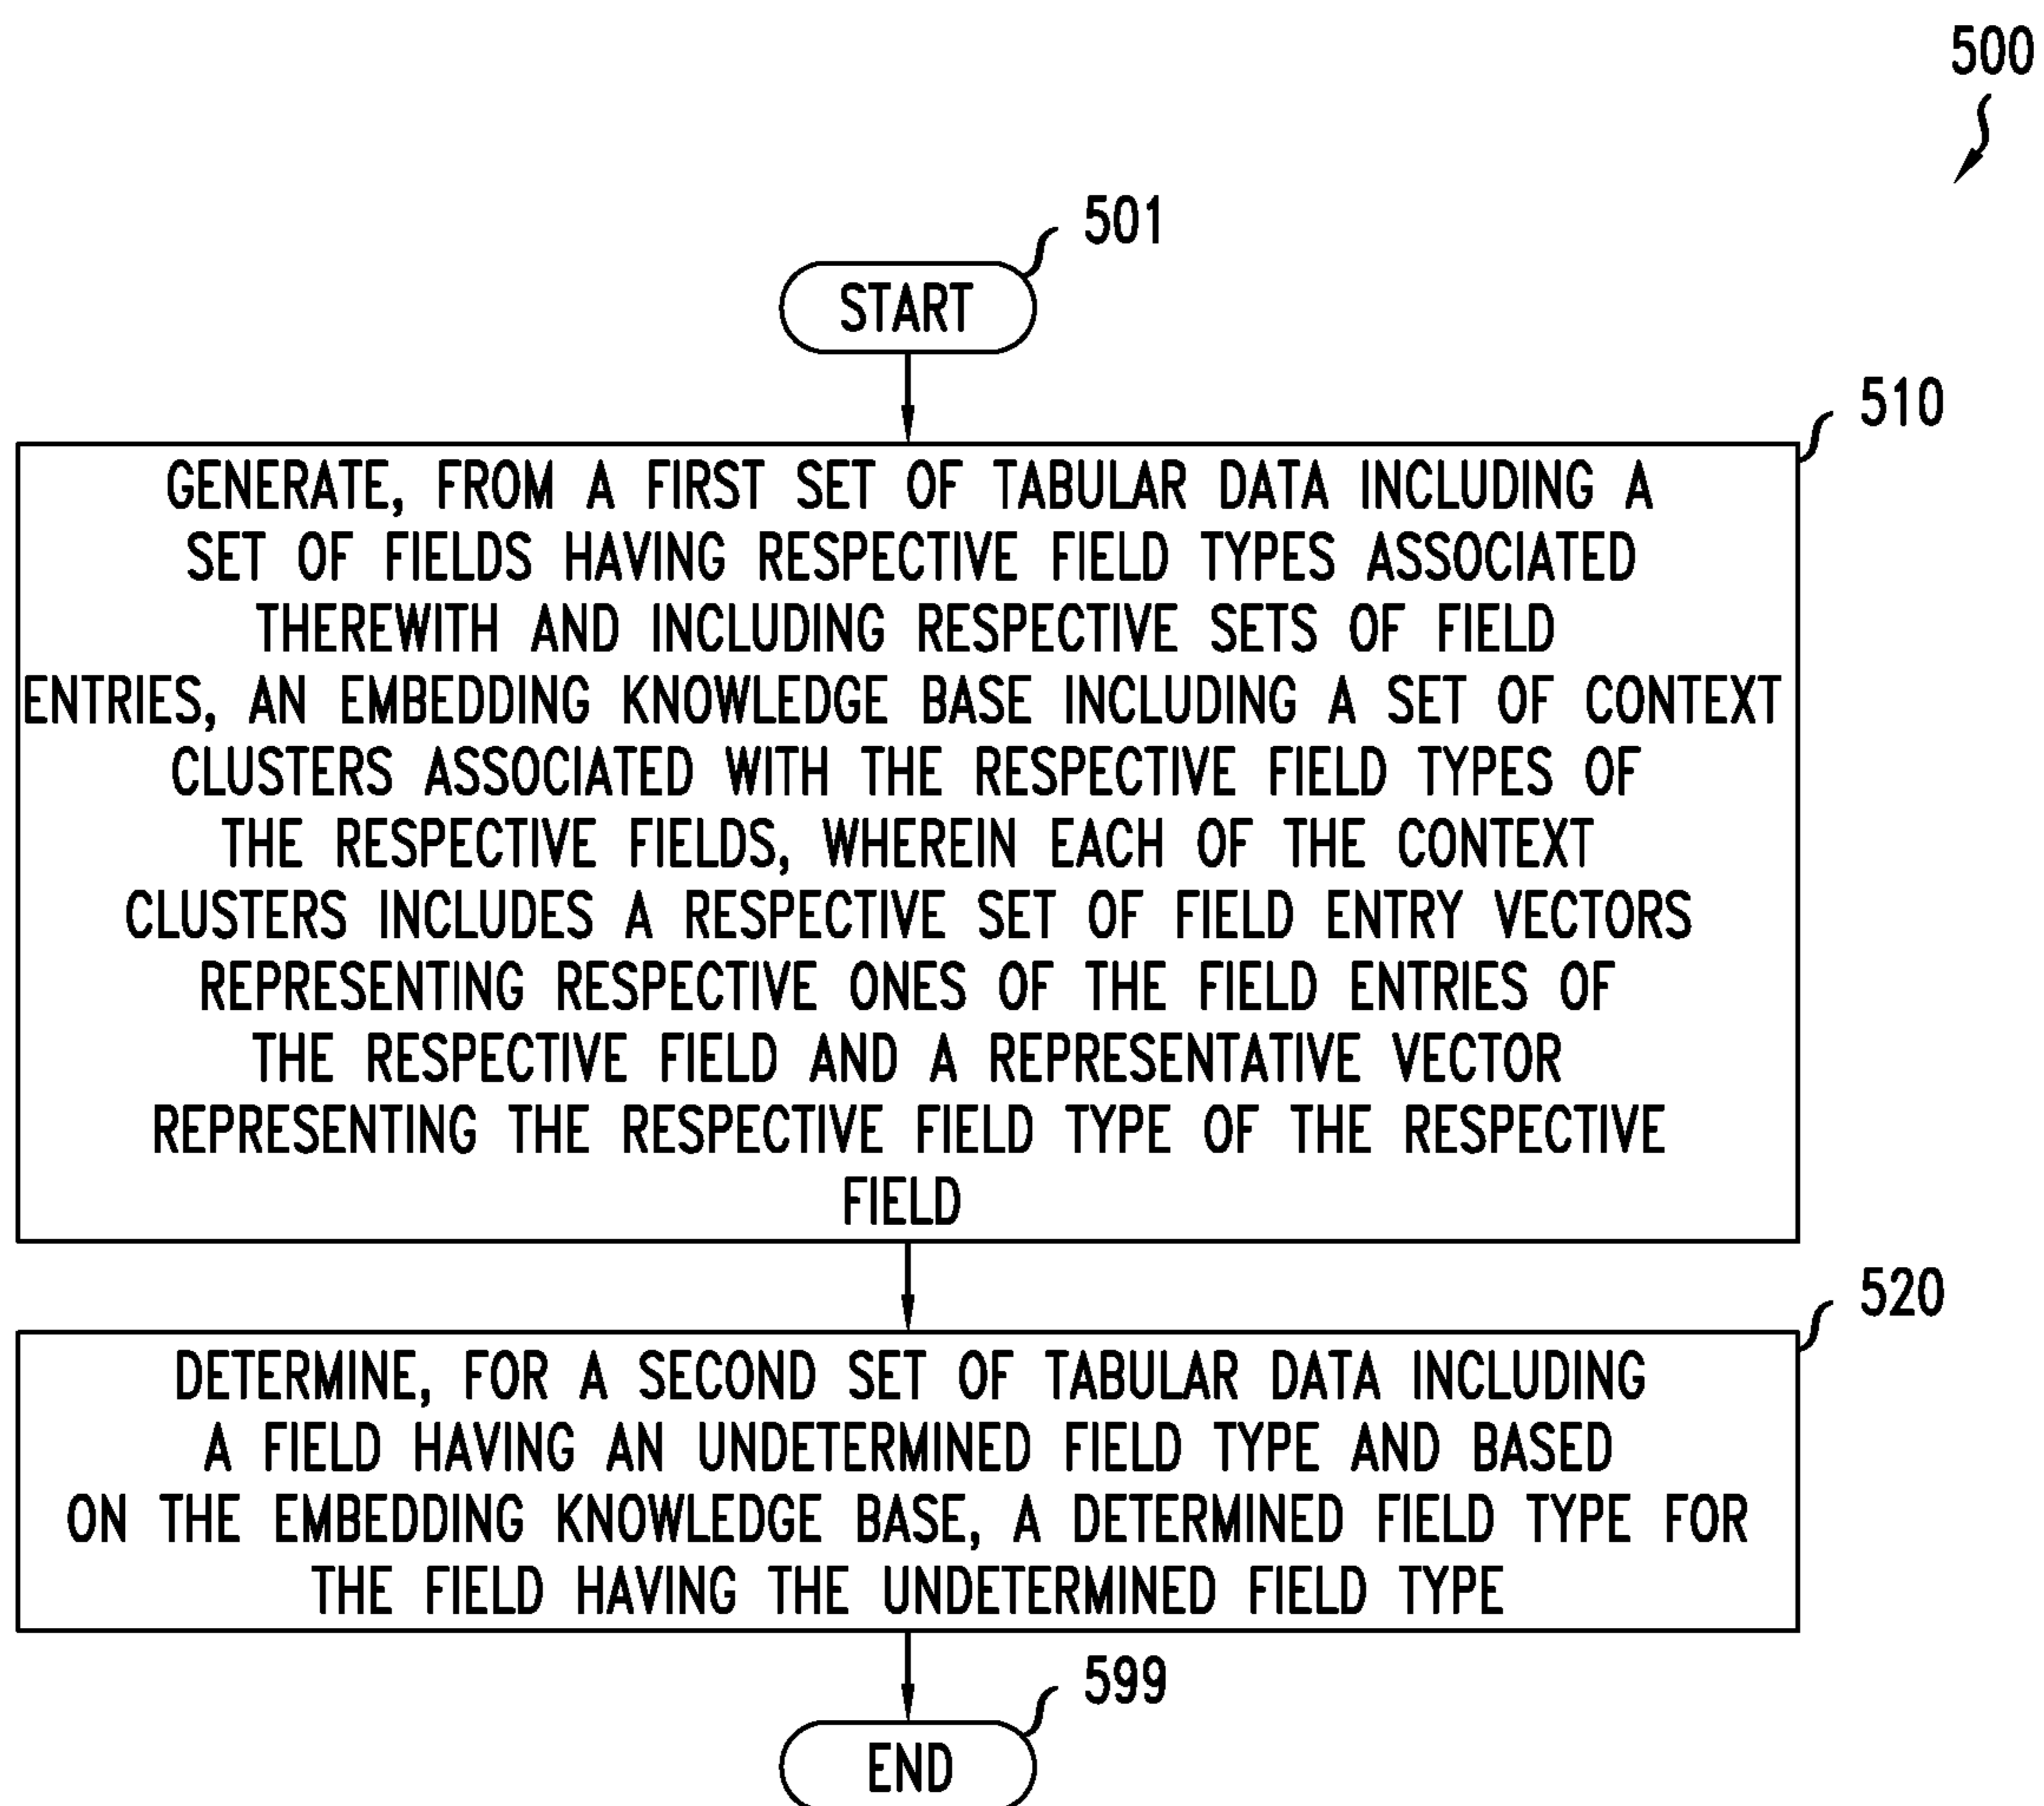 500
501
START
510
GENERATE, FROM A FIRST SET OF TABULAR DATA INCLUDING A
SET OF FIELDS HAVING RESPECTIVE FIELD TYPES ASSOCIATED
THEREWITH AND INCLUDING RESPECTIVE SETS OF FIELD
ENTRIES, AN EMBEDDING KNOWLEDGE BASE INCLUDING A SET OF CONTEXT
CLUSTERS ASSOCIATED WITH THE RESPECTIVE FIELD TYPES OF
THE RESPECTIVE FIELDS, WHEREIN EACH OF THE CONTEXT
CLUSTERS INCLUDES A RESPECTIVE SET OF FIELD ENTRY VECTORS
REPRESENTING RESPECTIVE ONES OF THE FIELD ENTRIES OF
THE RESPECTIVE FIELD AND A REPRESENTATIVE VECTOR
REPRESENTING THE RESPECTIVE FIELD TYPE OF THE RESPECTIVE
FIELD
520
DETERMINE, FOR A SECOND SET OF TABULAR DATA INCLUDING
A FIELD HAVING AN UNDETERMINED FIELD TYPE AND BASED
ON THE EMBEDDING KNOWLEDGE BASE, A DETERMINED FIELD TYPE FOR
THE FIELD HAVING THE UNDETERMINED FIELD TYPE
599
END